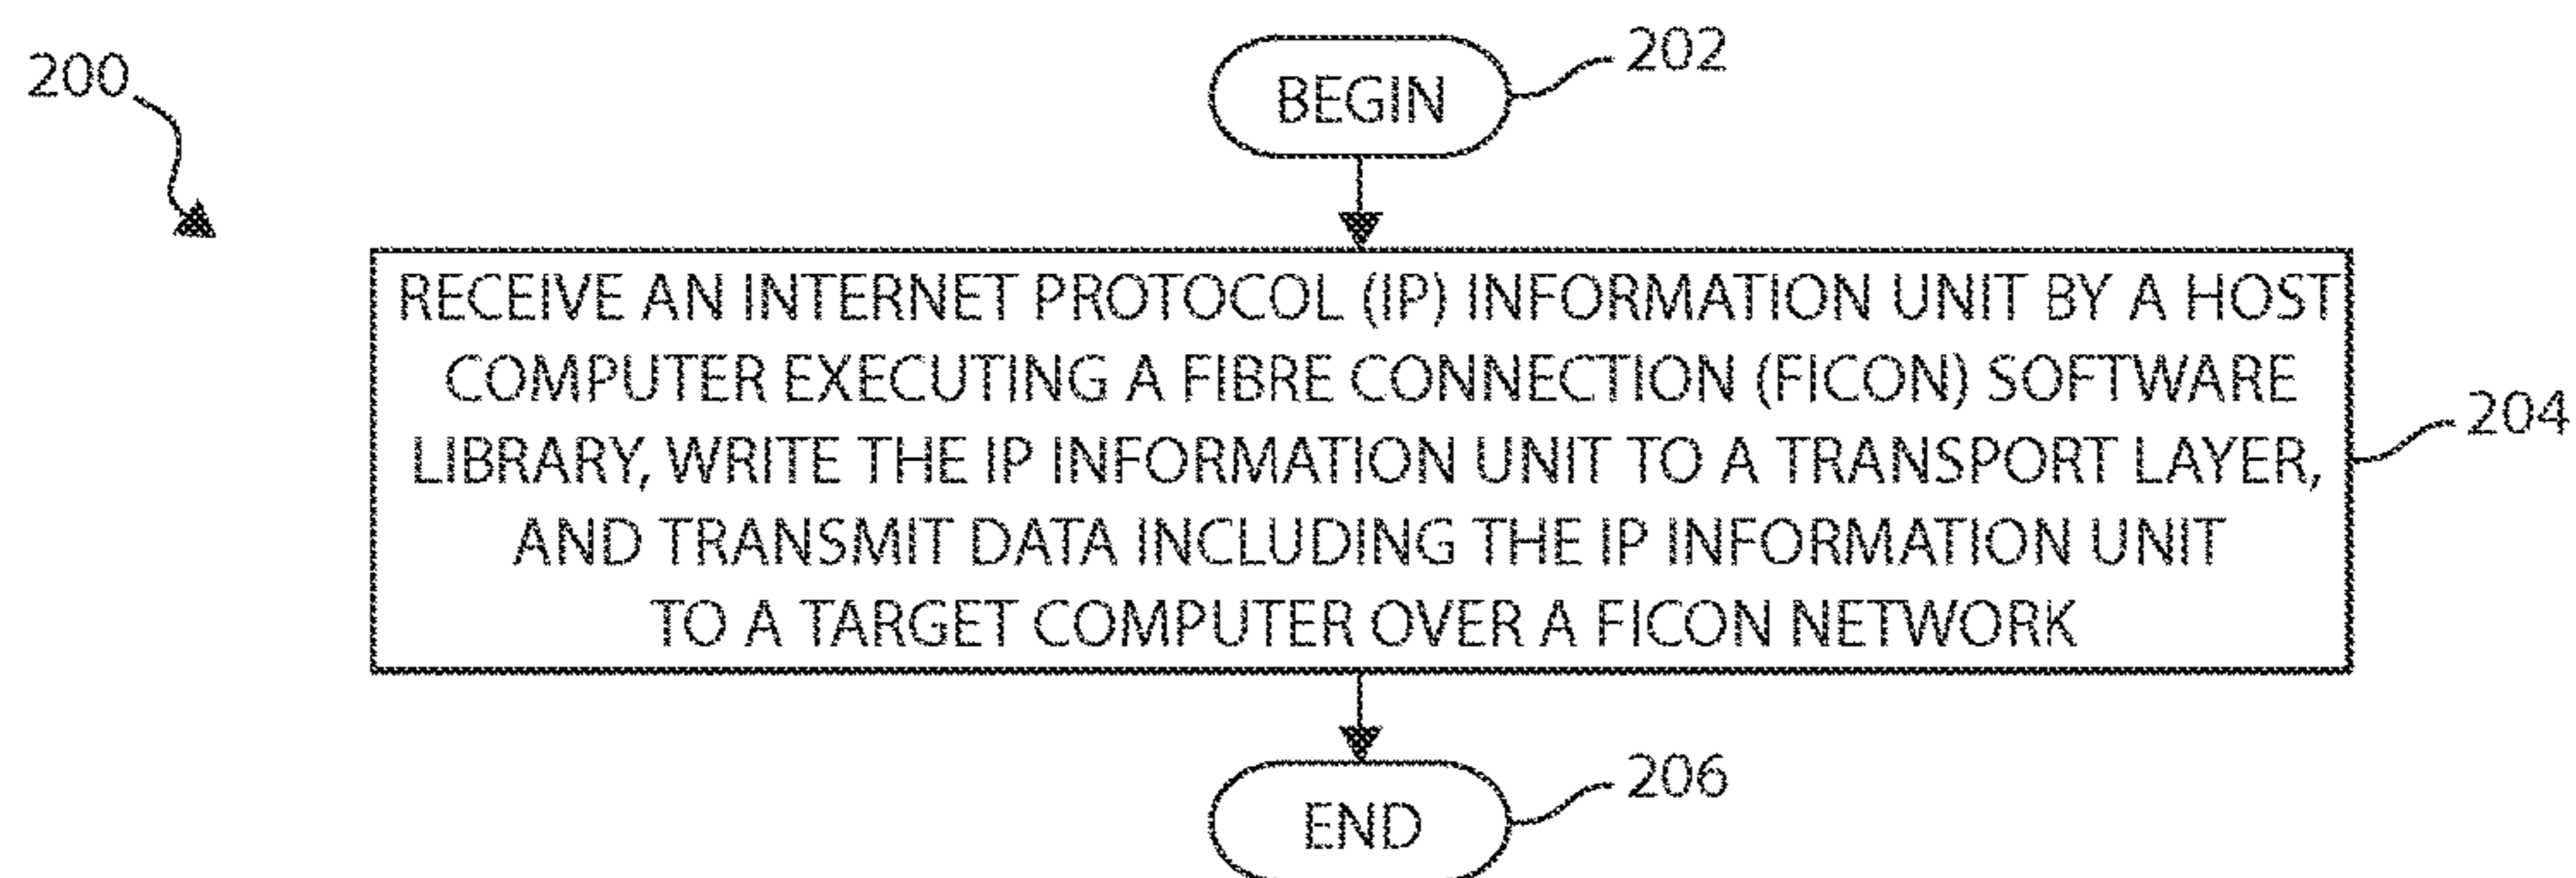 200
BEGIN
202
RECEIVE AN INTERNET PROTOCOL (IP) INFORMATION UNIT BY A HOST
COMPUTER EXECUTING A FIBRE CONNECTION (FICON) SOFTWARE
LIBRARY, WRITE THE IP INFORMATION UNIT TO A TRANSPORT LAYER,
AND TRANSMIT DATA INCLUDING THE IP INFORMATION UNIT
TO A TARGET COMPUTER OVER A FICON NETWORK
204
END
206